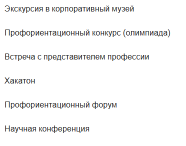 Экскурсия в корпоративный музей
Профориентационный конкурс (олимпиада)
Встреча с представителем профессии
Хакатон
Профориентационный форум
Научная конференция